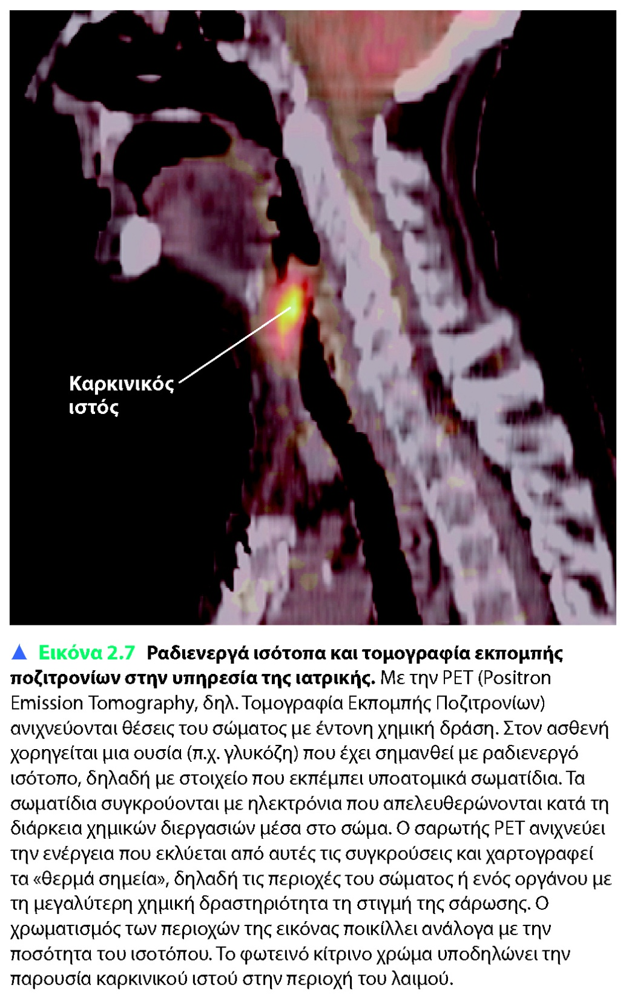 Καρκινικός
ιστός
▲ Εικόνα 2.7 Ραδιενεργά ισότοπα και τομογραφία εκπομπής
ποζιτρονίων στην υπηρεσία της ιατρικής. Με την PET (Positron
Emission Tomography, δηλ. Τομογραφία Εκπομπής Ποζιτρονίων)
ανιχνεύονται θέσεις του σώματος με έντονη χημική δράση. Στον ασθενή
χορηγείται μια ουσία (π.χ. γλυκόζη) που έχει σημανθεί με ραδιενεργό
ισότοπο, δηλαδή με στοιχείο που εκπέμπει υποατομικά σωματίδια. Τα
σωματίδια συγκρούονται με ηλεκτρόνια που απελευθερώνονται κατά τη
διάρκεια χημικών διεργασιών μέσα στο σώμα. Ο σαρωτής PET ανιχνεύει
την ενέργεια που εκλύεται από αυτές τις συγκρούσεις και χαρτογραφεί
τα «θερμά σημεία», δηλαδή τις περιοχές του σώματος ή ενός οργάνου με
τη μεγαλύτερη χημική δραστηριότητα τη στιγμή της σάρωσης. Ο
χρωματισμός των περιοχών της εικόνας ποικίλλει ανάλογα με την
ποσότητα του ισοτόπου. Το φωτεινό κίτρινο χρώμα υποδηλώνει την
παρουσία καρκινικού ιστού στην περιοχή του λαιμού.